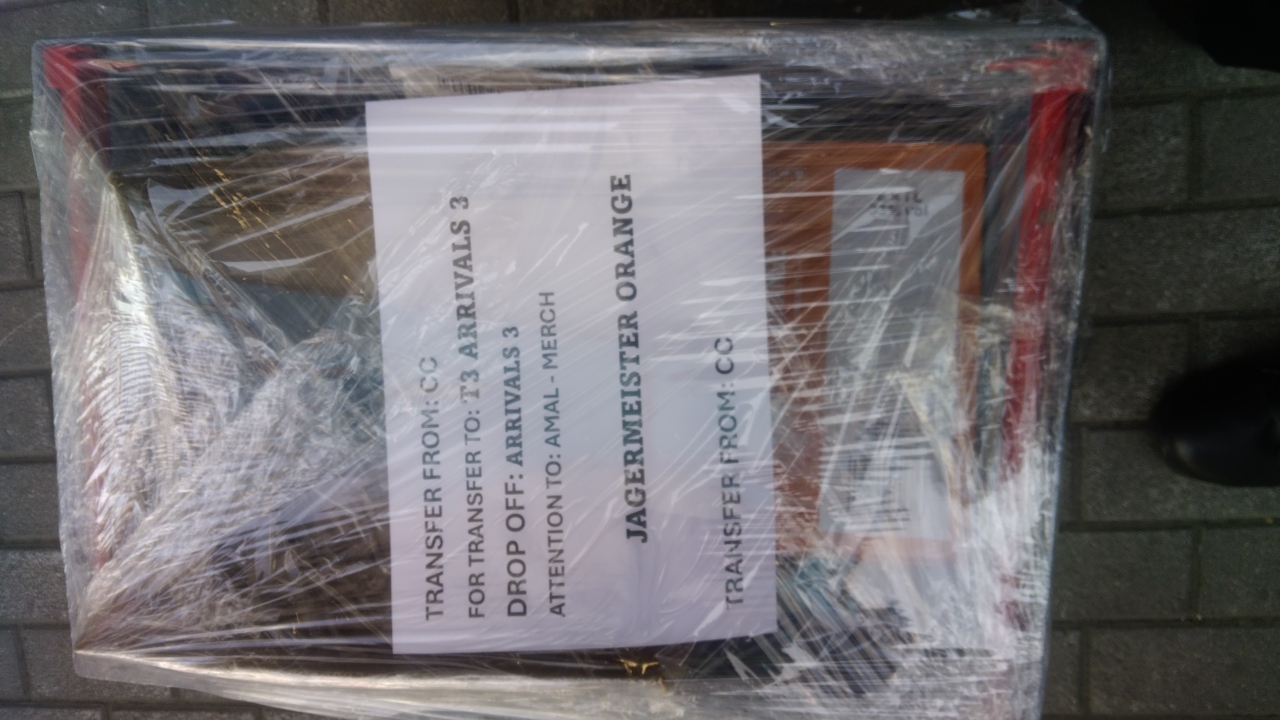 TRANSFER FROM: CC
FOR TRANSFER TO: T3 ARRIVALS 3
DROP OFF: ARRIVALS 3
ATTENTION TO: AMAL - MERCH
JAGERMEISTER ORANGE
TRANSFER FROM: CC